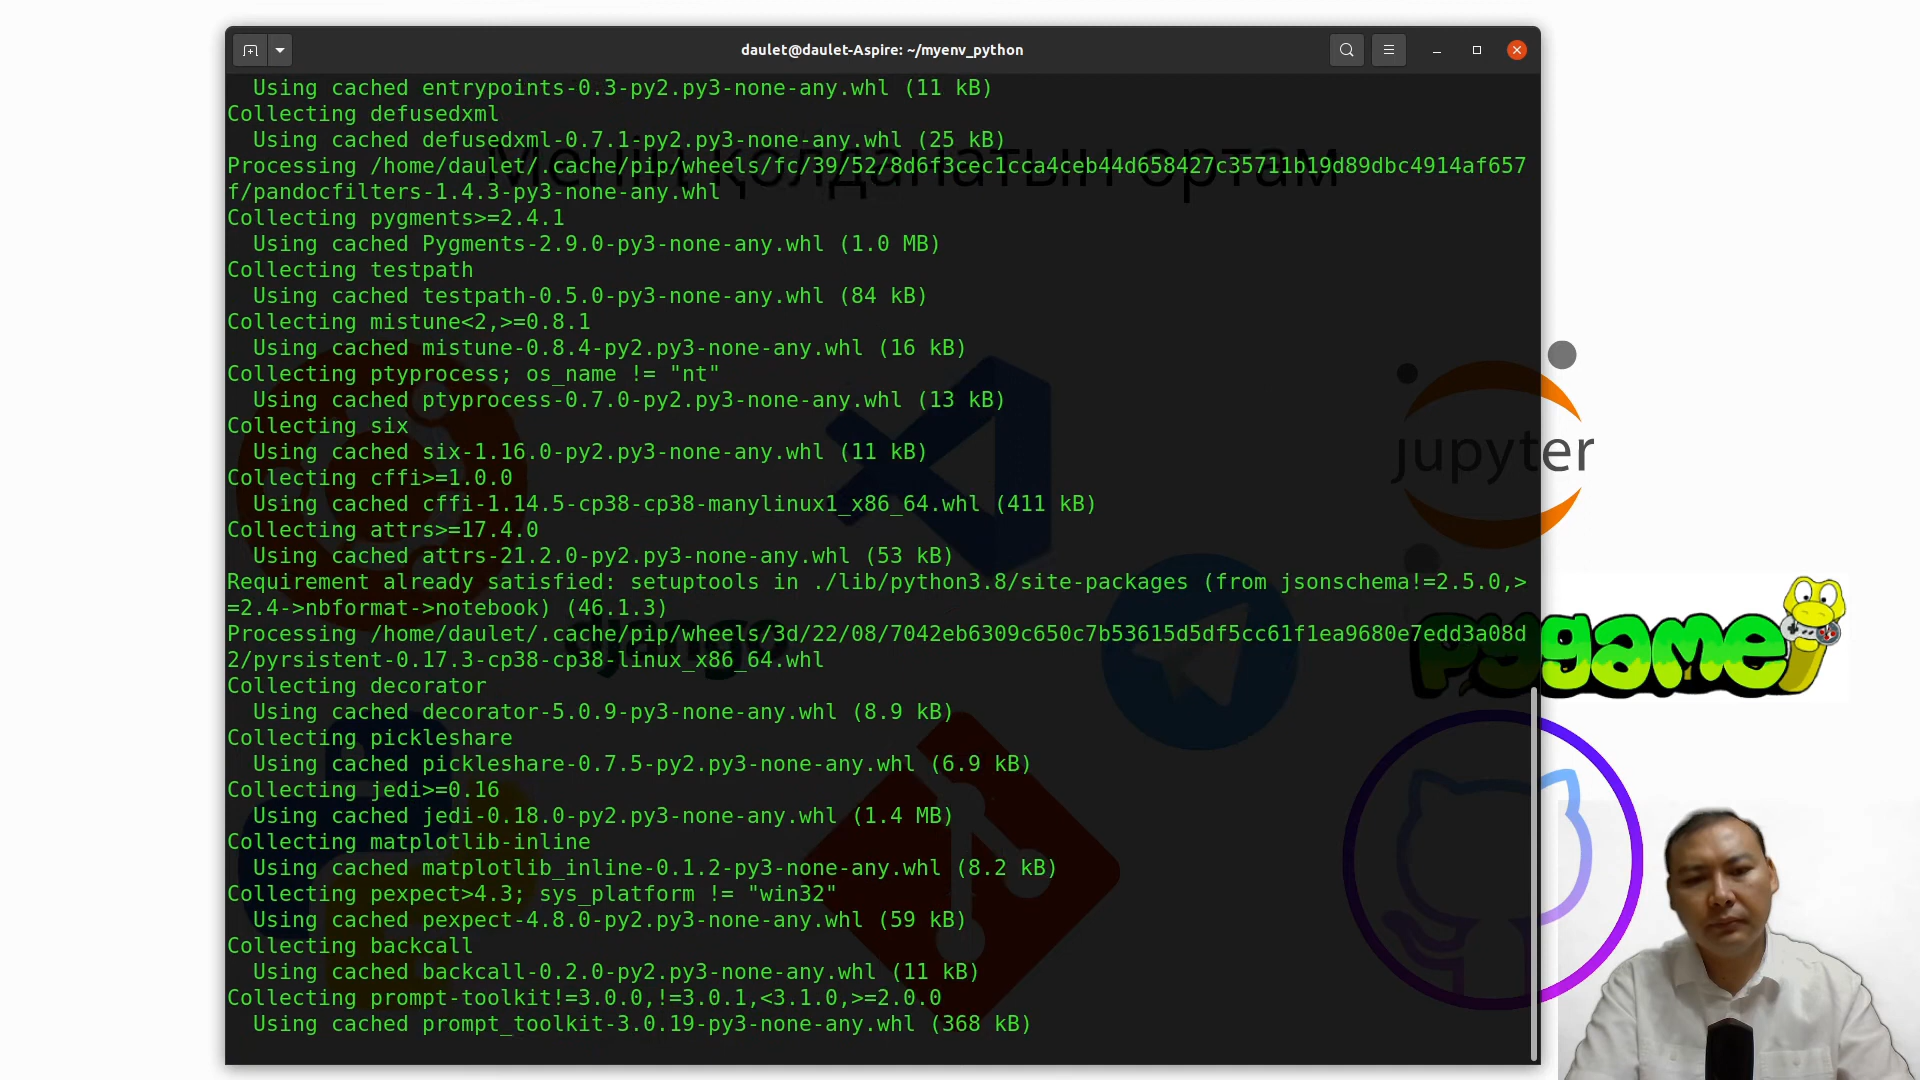 daulet@daulet-Aspire: ~/myenv_python
Using cached entrypoints-0.3-py2.py3-none-any.whl (11 kB)
Collecting defusedxml
Using cached defusedxml-0.7.1-py2.py3-none-any.whl (25 kB)
Менің қолданатын ортам
Processing /home/daulet/.cache/pip/wheels/fc/39/52/8d6f3cec1cca4ceb44d658427c35711b19d89dbc4914af657
f/pandocfilters-1.4.3-py3-none-any.whl
Collecting pygments>=2.4.1
Using cached Pygments-2.9.0-py3-none-any.whl (1.0 MB)
Collecting testpath
Using cached testpath-0.5.0-py3-none-any.whl (84 kB)
Collecting mistune<2,>=0.8.1
Using cached mistune-0.8.4-py2.py3-none-any.whl (16 kB)
Collecting ptyprocess; os_name != "nt"
Using cached ptyprocess-0.7.0-py2.py3-none-any.whl (13 kB)
Collecting six
Using cached six-1.16.0-py2.py3-none-any.whl (11 kB)
jupyter
Collecting cffi>=1.0.0
Using cached cffi-1.14.5-cp38-cp38-manylinux1_x86_64.whl (411 kB)
Collecting attrs>=17.4.0
Using cached attrs-21.2.0-py2.py3-none-any.whl (53 kB)
Requirement already satisfied: setuptools in ./lib/python3.8/site-packages (from jsonschema!=2.5.0,>
=2.4->nbformat->notebook) (46.1.3)
Processing /home/daulet/.cache/pip/wheels/3d/22/08/7042eb6309c650c7b53615d5df5cc61f1ea9680e7edd3a08d
2/pyrsistent-0.17.3-cp38-cp38-linux_x86_64.whl
django
pygame
Collecting decorator
Using cached decorator-5.0.9-py3-none-any.whl (8.9 kB)
Collecting pickleshare
Using cached pickleshare-0.7.5-py2.py3-none-any.whl (6.9 kB)
Collecting jedi>=0.16
Using cached jedi-0.18.0-py2.py3-none-any.whl (1.4 MB)
Collecting matplotlib-inline
Using cached matplotlib_inline-0.1.2-py3-none-any.whl (8.2 kB)
Collecting pexpect>4.3; sys_platform != "win32"
Using cached pexpect-4.8.0-py2.py3-none-any.whl (59 kB)
Collecting backcall
Using cached backcall-0.2.0-py2.py3-none-any.whl (11 kB)
Collecting prompt-toolkit!=3.0.0,!=3.0.1,<3.1.0,>=2.0.0
Using cached prompt_toolkit-3.0.19-py3-none-any.whl (368 kB)